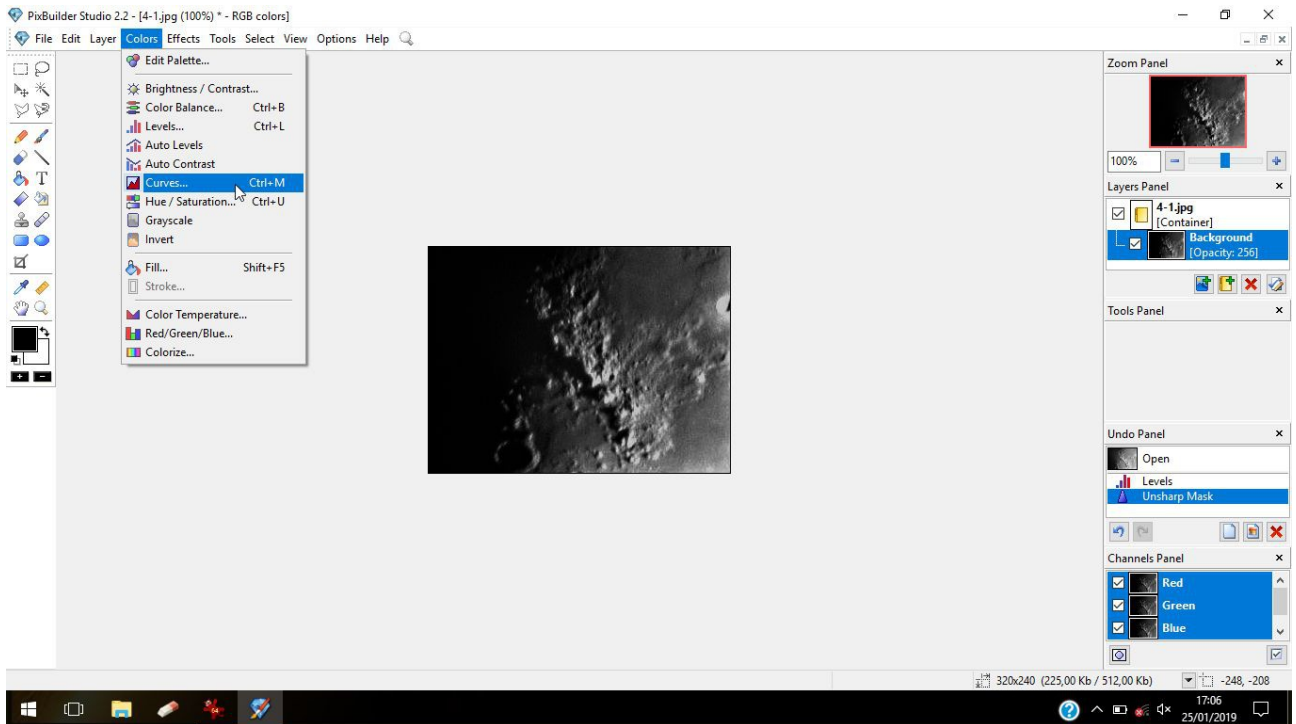 PixBuilder Studio 2.2 - [4-1.jpg (100%) * - RGB colors]
File Edit Layer Colors Effects Tools Select View Options Help
Edit Palette...
Brightness / Contrast...
Color Balance... Ctrl+B
Levels... Ctrl+L
Auto Levels
Auto Contrast
Curves... Ctrl+M
Hue / Saturation... Ctrl+U
Grayscale
Invert
Fill... Shift+F5
Stroke...
Color Temperature...
Red/Green/Blue...
Colorize...
T
Zoom Panel
100%
Layers Panel
4-1.jpg
[Container]
Background
[Opacity: 256]
Tools Panel
Undo Panel
Open
Levels
Unsharp Mask
Channels Panel
Red
Green
Blue
320x240 (225,00 Kb / 512,00 Kb) -248, -208
17:06
25/01/2019